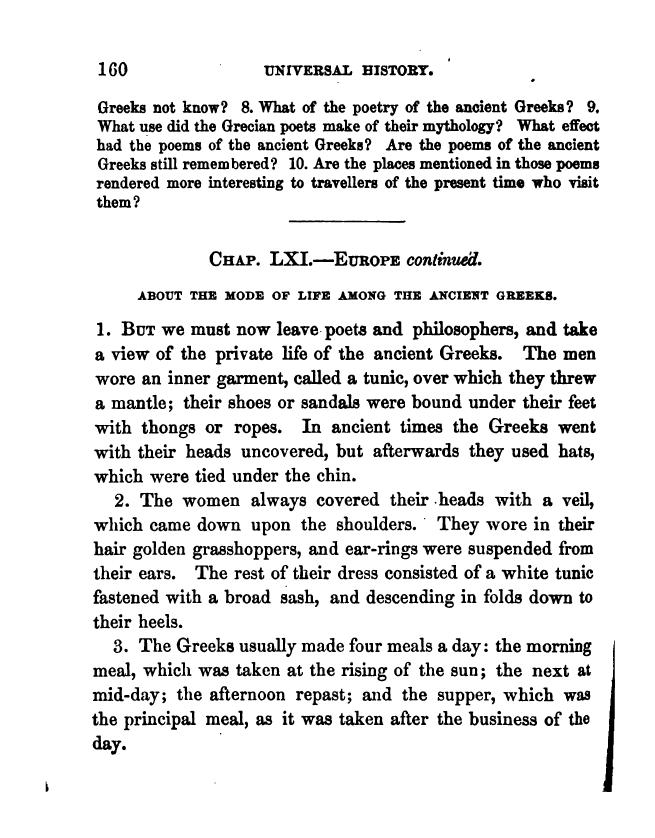 160 UNIVERSAL HISTORY.
Greeks not know? 8. What of the poetry of the ancient Greeks? 9.
What use did the Grecian poets make of their mythology? What effect
had the poems of the ancient Greeks? Are the poems of the ancient
Greeks still remembered? 10. Are the places mentioned in those poems
rendered more interesting to travellers of the present time who visit
them?
CHAP. LXI.—EUROPE continued.
ABOUT THE MODE OF LIFE AMONG THE ANCIENT GREEKS.
1. BUT we must now leave poets and philosophers, and take
a view of the private life of the ancient Greeks. The men
wore an inner garment, called a tunic, over which they threw
a mantle; their shoes or sandals were bound under their feet
with thongs or ropes. In ancient times the Greeks went
with their heads uncovered, but afterwards they used hats,
which were tied under the chin.
2. The women always covered their heads with a veil,
which came down upon the shoulders. They wore in their
hair golden grasshoppers, and ear-rings were suspended from
their ears. The rest of their dress consisted of a white tunic
fastened with a broad sash, and descending in folds down to
their heels.
3. The Greeks usually made four meals a day: the morning
meal, which was taken at the rising of the sun; the next at
mid-day; the afternoon repast; and the supper, which was
the principal meal, as it was taken after the business of the
day.